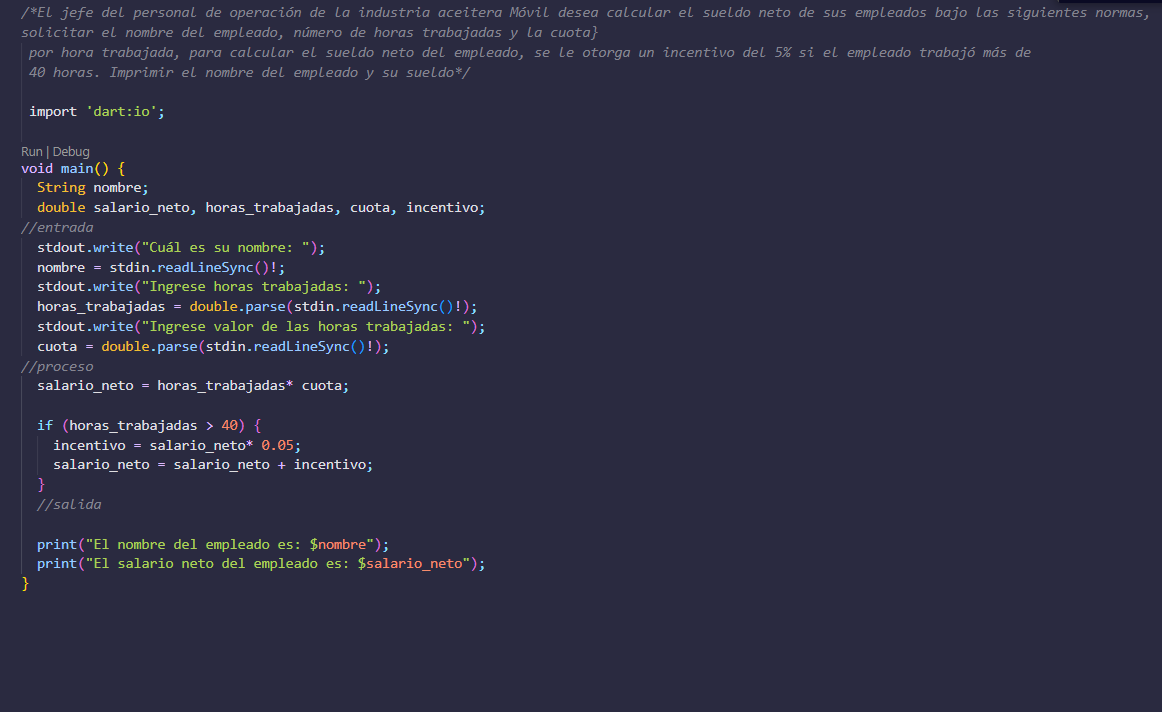 /*El jefe del personal de operación de la industria aceitera Móvil desea calcular el sueldo neto de sus empleados bajo las siguientes normas,
solicitar el nombre del empleado, número de horas trabajadas y la cuota}
por hora trabajada, para calcular el sueldo neto del empleado, se le otorga un incentivo del 5% si el empleado trabajó más de
40 horas. Imprimir el nombre del empleado y su sueldo*/
import 'dart:io';
Run | Debug
void main() {
String nombre;
double salario_neto, horas_trabajadas, cuota, incentivo;
//entrada
stdout.write("Cuál es su nombre: ");
nombre = stdin.readLineSync()!;
stdout.write("Ingrese horas trabajadas: ");
horas_trabajadas = double.parse(stdin.readLineSync()!);
stdout.write("Ingrese valor de las horas trabajadas: ");
cuota = double.parse(stdin.readLineSync()!);
//proceso
salario_neto = horas_trabajadas* cuota;
if (horas_trabajadas > 40) {
incentivo = salario_neto* 0.05;
salario_neto = salario_neto + incentivo;
}
//salida
print("El nombre del empleado es: $nombre");
print("El salario neto del empleado es: $salario_neto");
}